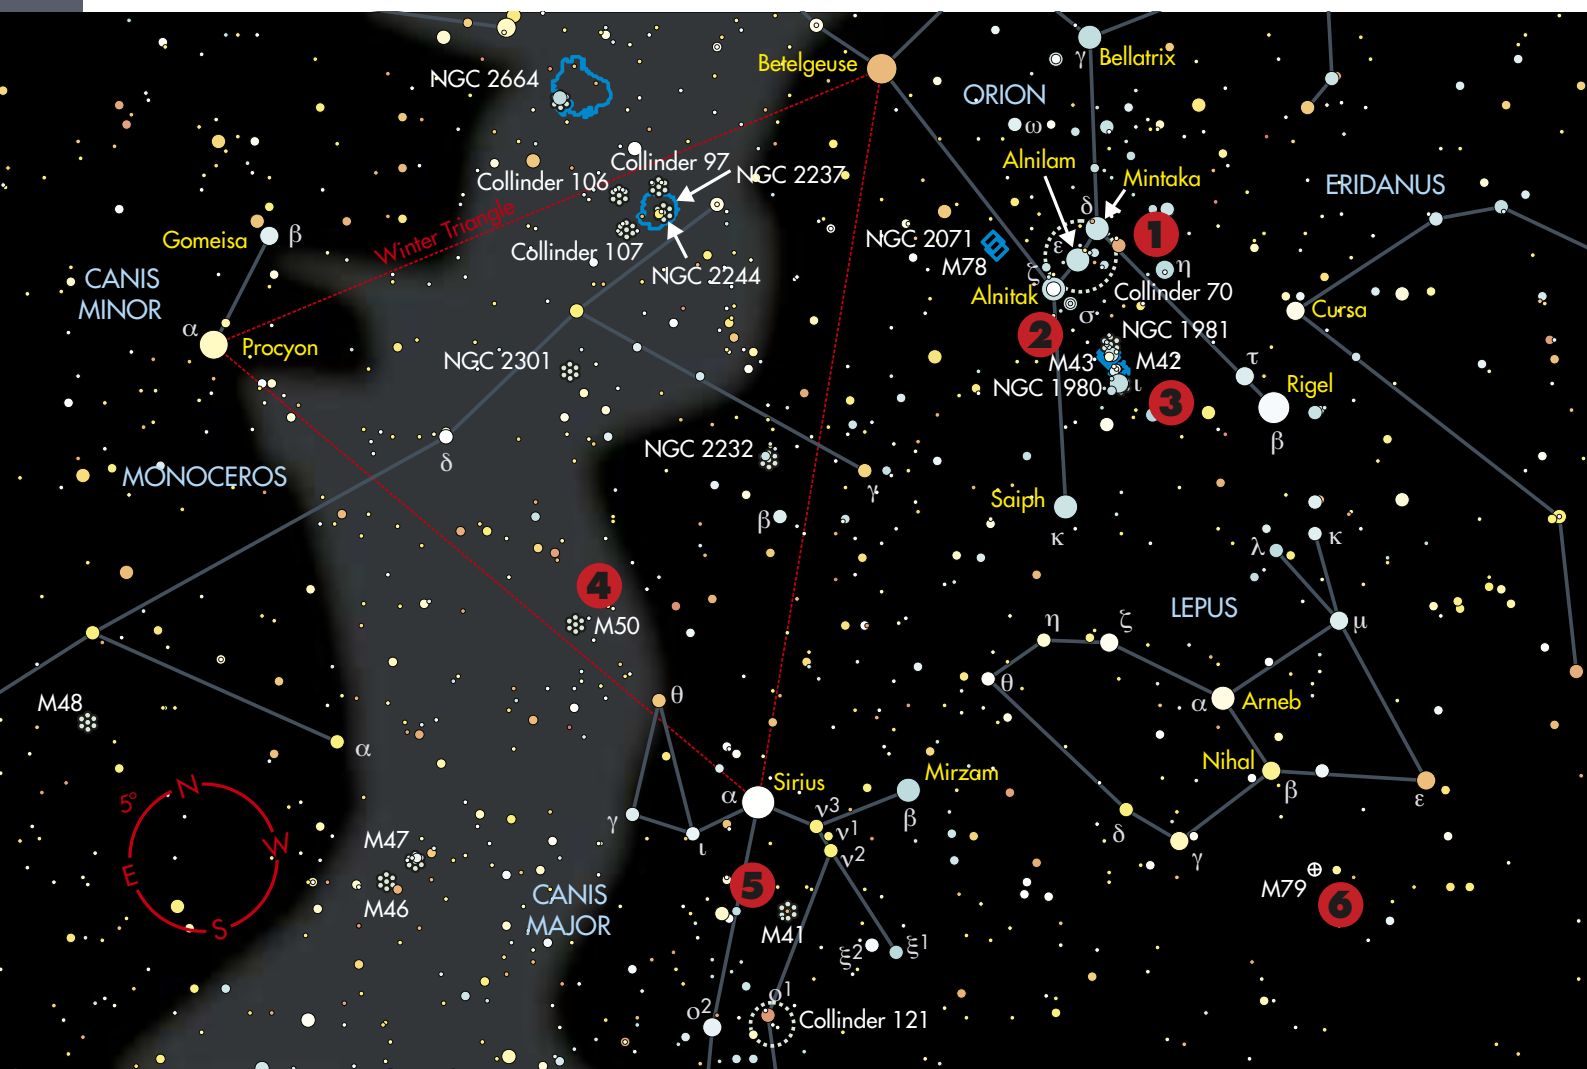 NGC 2664
Betelgeuse
γ
Bellatrix
ORION
ω
Alnilam
Mintaka
δ
ε
1
ERIDANUS
Collinder 97
NGC 2237
Collinder 106
Winter Triangle
Collinder 107
NGC 2244
Gomeisa
β
CANIS
MINOR
α
Procyon
NGC 2071
M78
ζ
Alnitak
η
Collinder 70
σ
2
NGC 1981
M43
M42
NGC 1980
ι
3
Cursa
τ
Rigel
β
NGC 2301
δ
MONOCEROS
NGC 2232
γ
β
Saiph
κ
λ
κ
LEPUS
4
M50
η
ζ
μ
θ
α
Arneb
M48
θ
α
Nihal
β
ε
5°
N
W
E
S
Sirius
α
Mirzam
β
ν3
ν1
ν2
γ
ι
δ
γ
M47
M46
5
CANIS
MAJOR
M41
ξ2
ξ1
M79
6
ο2
ο1
Collinder 121